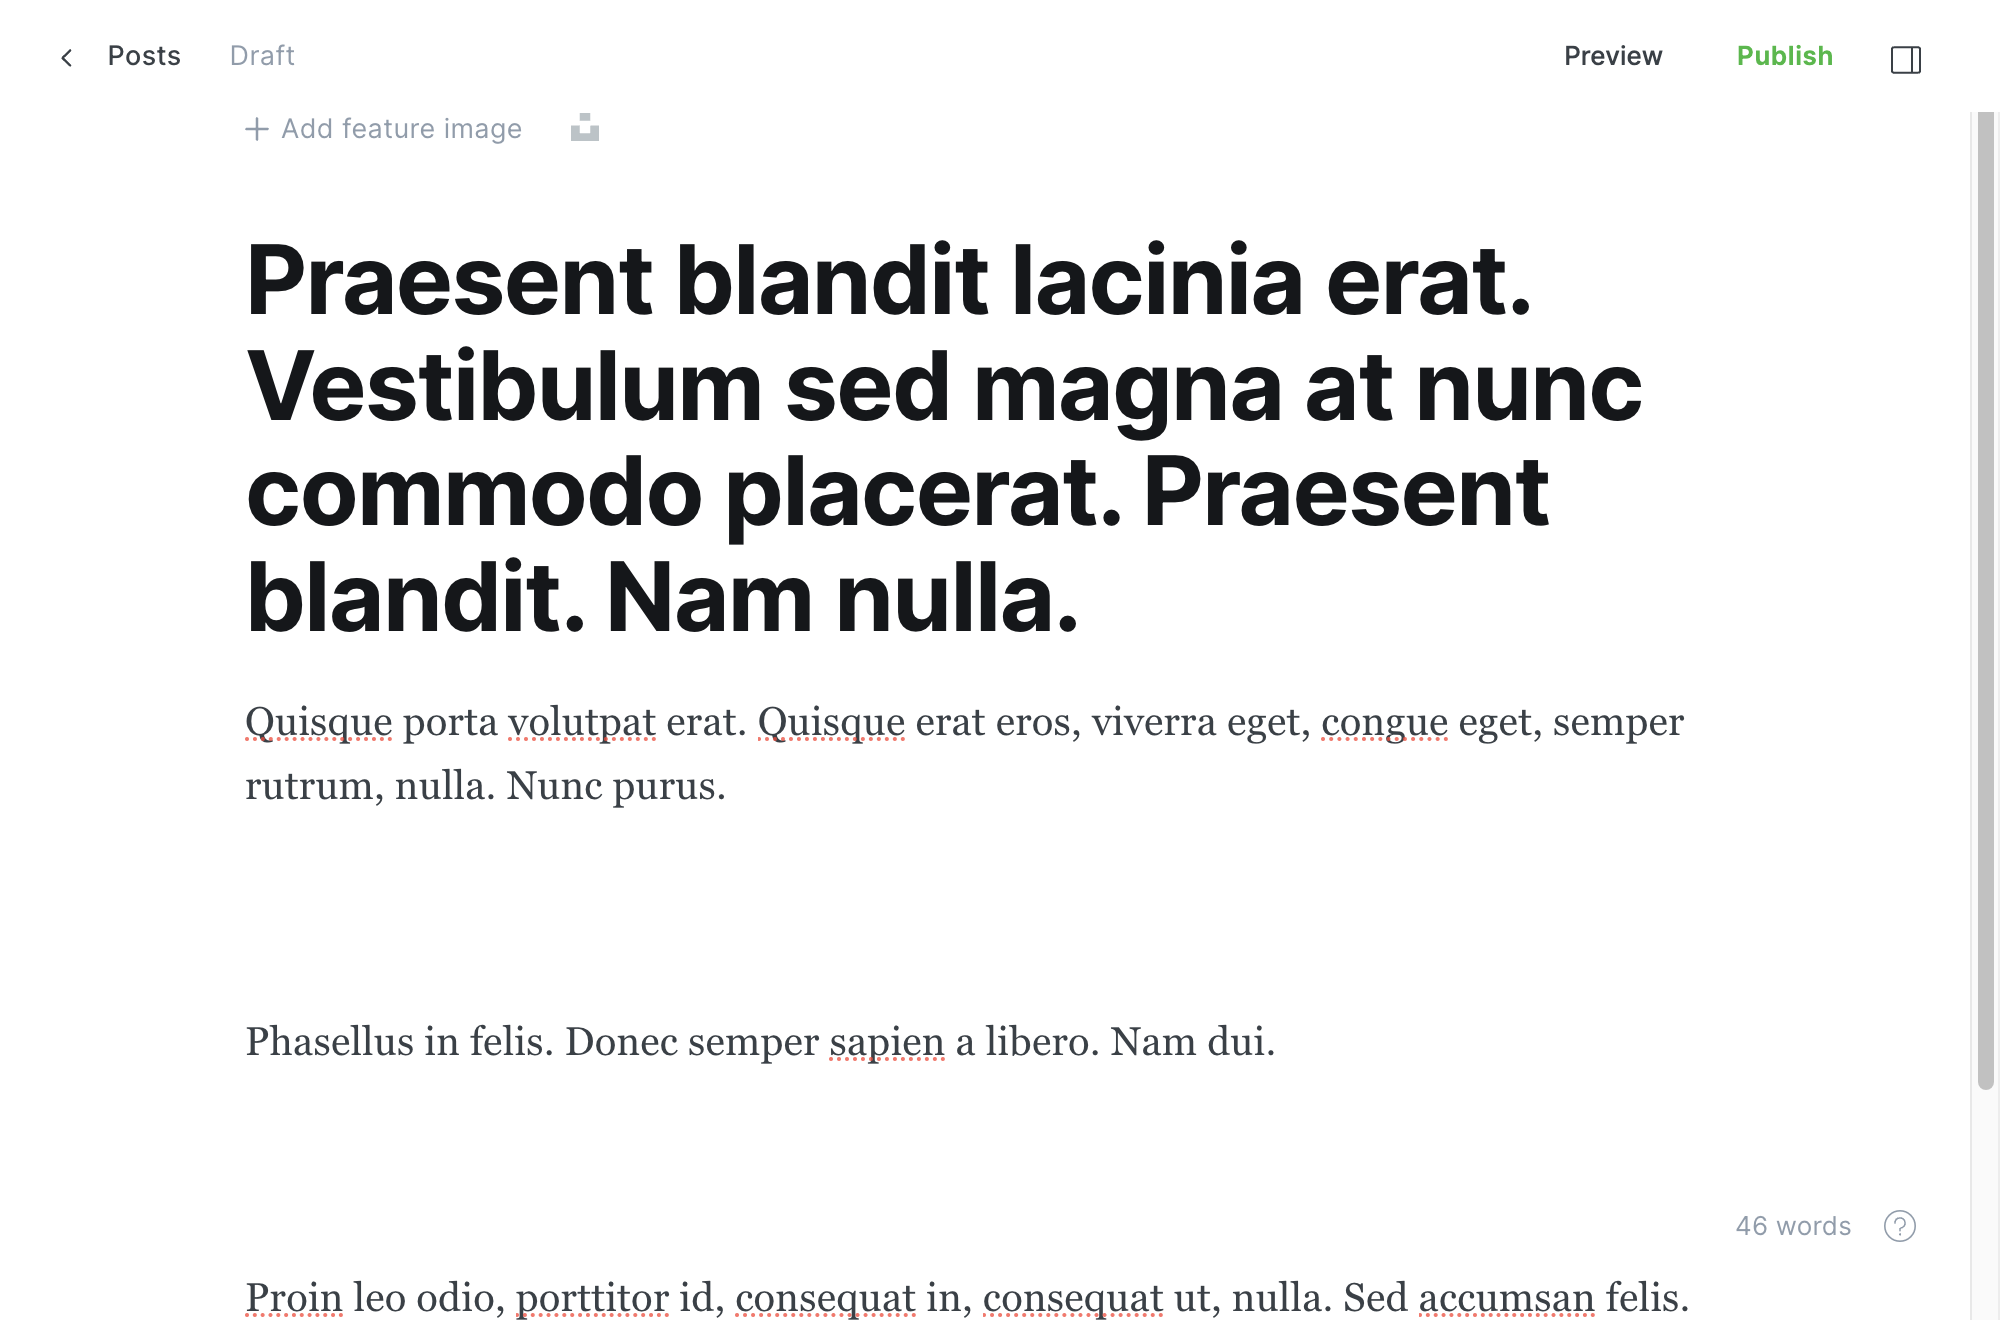 Posts
Draft
Preview
Publish
Add feature image
Praesent blandit lacinia erat.
Vestibulum sed magna at nunc
commodo placerat. Praesent
blandit. Nam nulla.
Quisque porta volutpat erat. Quisque erat eros, viverra eget, congue eget, semper
rutrum, nulla. Nunc purus.
Phasellus in felis. Donec semper sapien a libero. Nam dui.
46 words
Proin leo odio, porttitor id, consequat in, consequat ut, nulla. Sed accumsan felis.